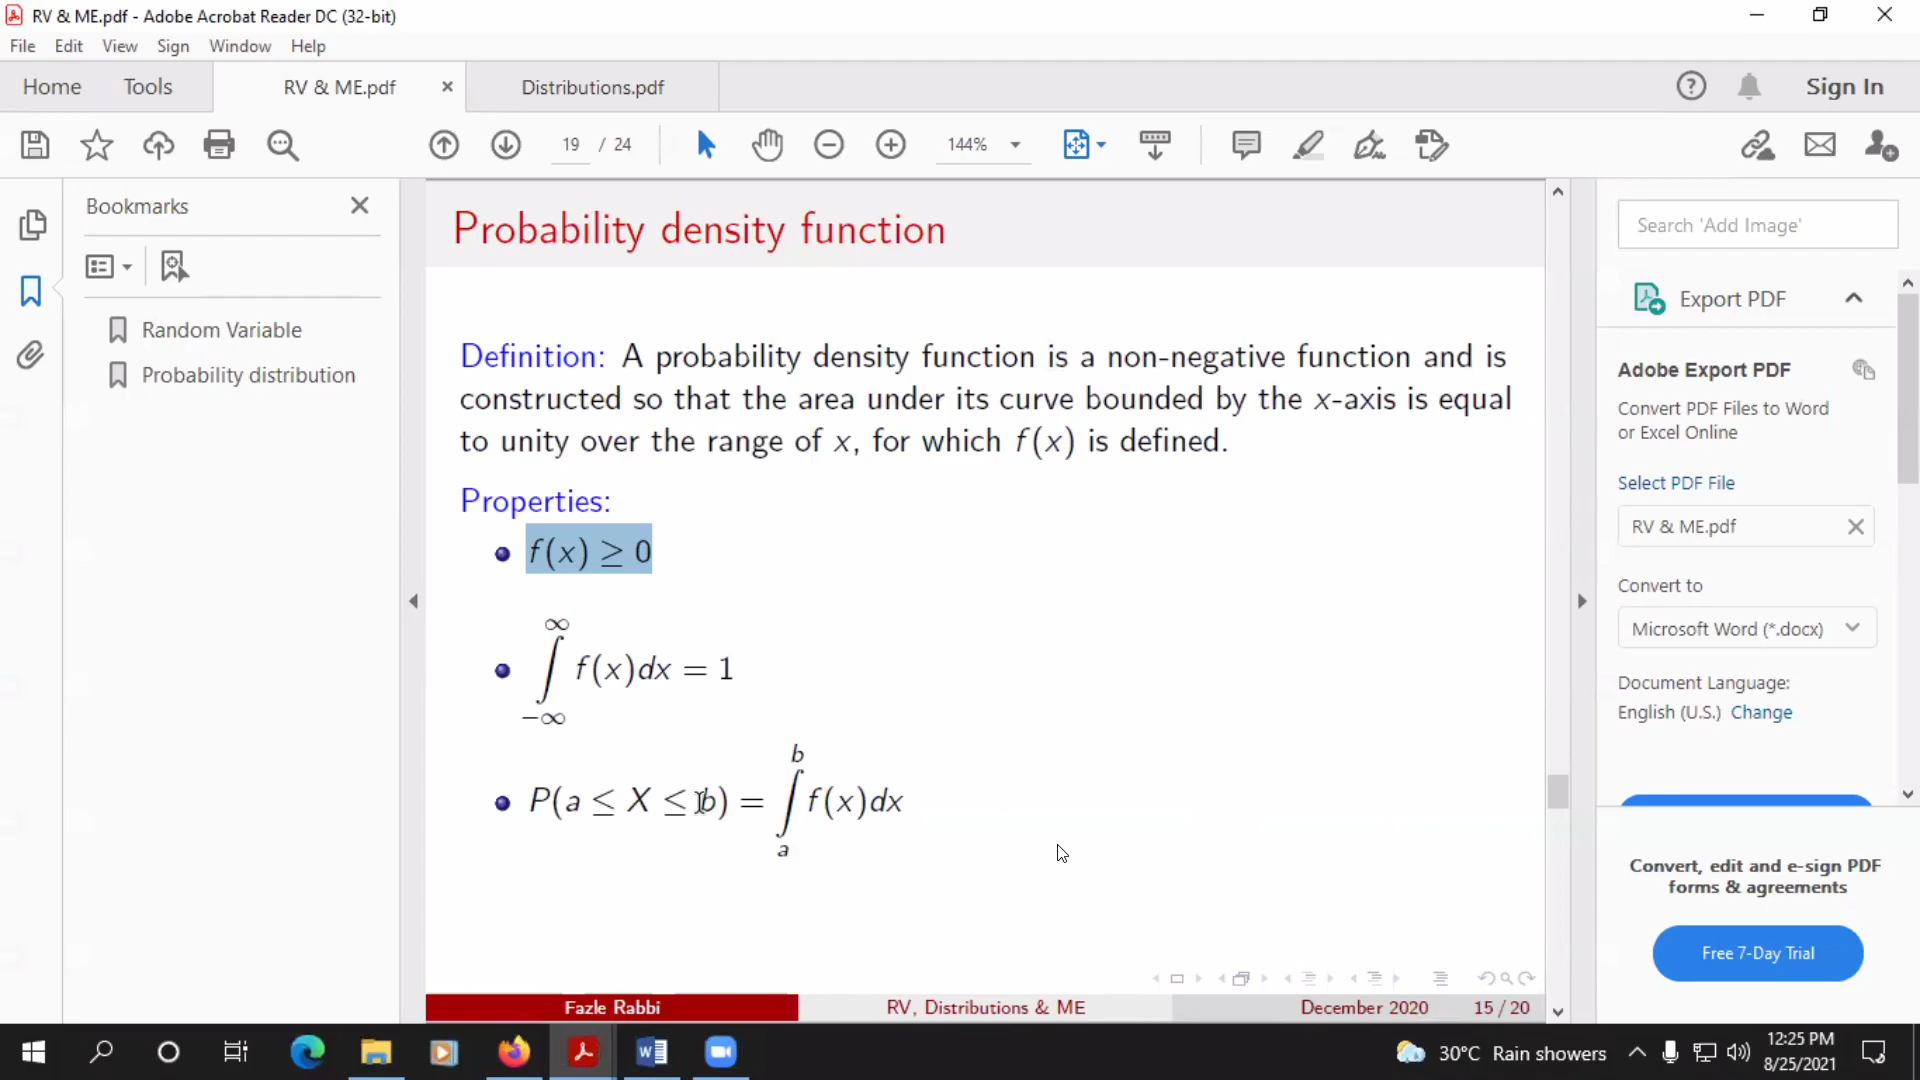 RV & ME.pdf - Adobe Acrobat Reader DC (32-bit)
File Edit View Sign Window Help
Home Tools RV & ME.pdf × Distributions.pdf Sign In
19 / 24 144%
Bookmarks
Random Variable
Probability distribution
Probability density function
Definition: A probability density function is a non-negative function and is
constructed so that the area under its curve bounded by the x-axis is equal
to unity over the range of x, for which f(x) is defined.
Properties:
f(x) ≥ 0
∞
∫ f(x)dx = 1
−∞
b
P(a ≤ X ≤ b) = ∫ f(x)dx
a
Fazle Rabbi RV, Distributions & ME December 2020 15 / 20
Search 'Add Image'
Export PDF
Adobe Export PDF
Convert PDF Files to Word
or Excel Online
Select PDF File
RV & ME.pdf
Convert to
Microsoft Word (*.docx)
Document Language:
English (U.S.) Change
Convert, edit and e-sign PDF
forms & agreements
Free 7-Day Trial
30°C Rain showers
12:25 PM
8/25/2021